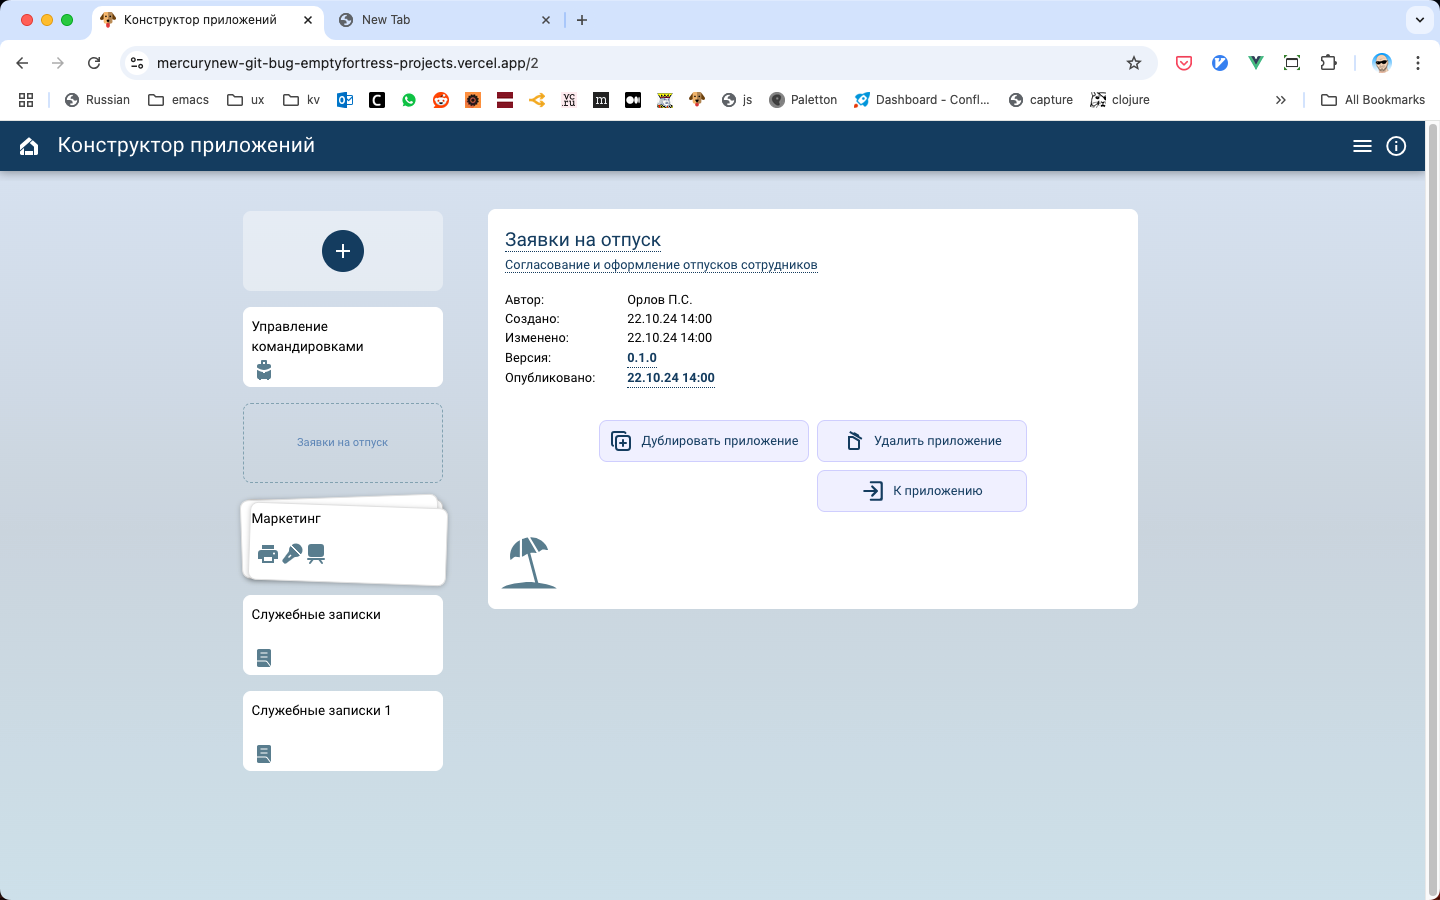 Конструктор приложений
New Tab
mercurynew-git-bug-emptyfortress-projects.vercel.app/2
Russian
emacs
ux
kv
vc.ru
m
js
Paletton
Dashboard - Confl...
capture
clojure
All Bookmarks
Конструктор приложений
Управление
командировками
Заявки на отпуск
Маркетинг
Служебные записки
Служебные записки 1
Заявки на отпуск
Согласование и оформление отпусков сотрудников
Автор: Орлов П.С.
Создано: 22.10.24 14:00
Изменено: 22.10.24 14:00
Версия: 0.1.0
Опубликовано: 22.10.24 14:00
Дублировать приложение
Удалить приложение
К приложению